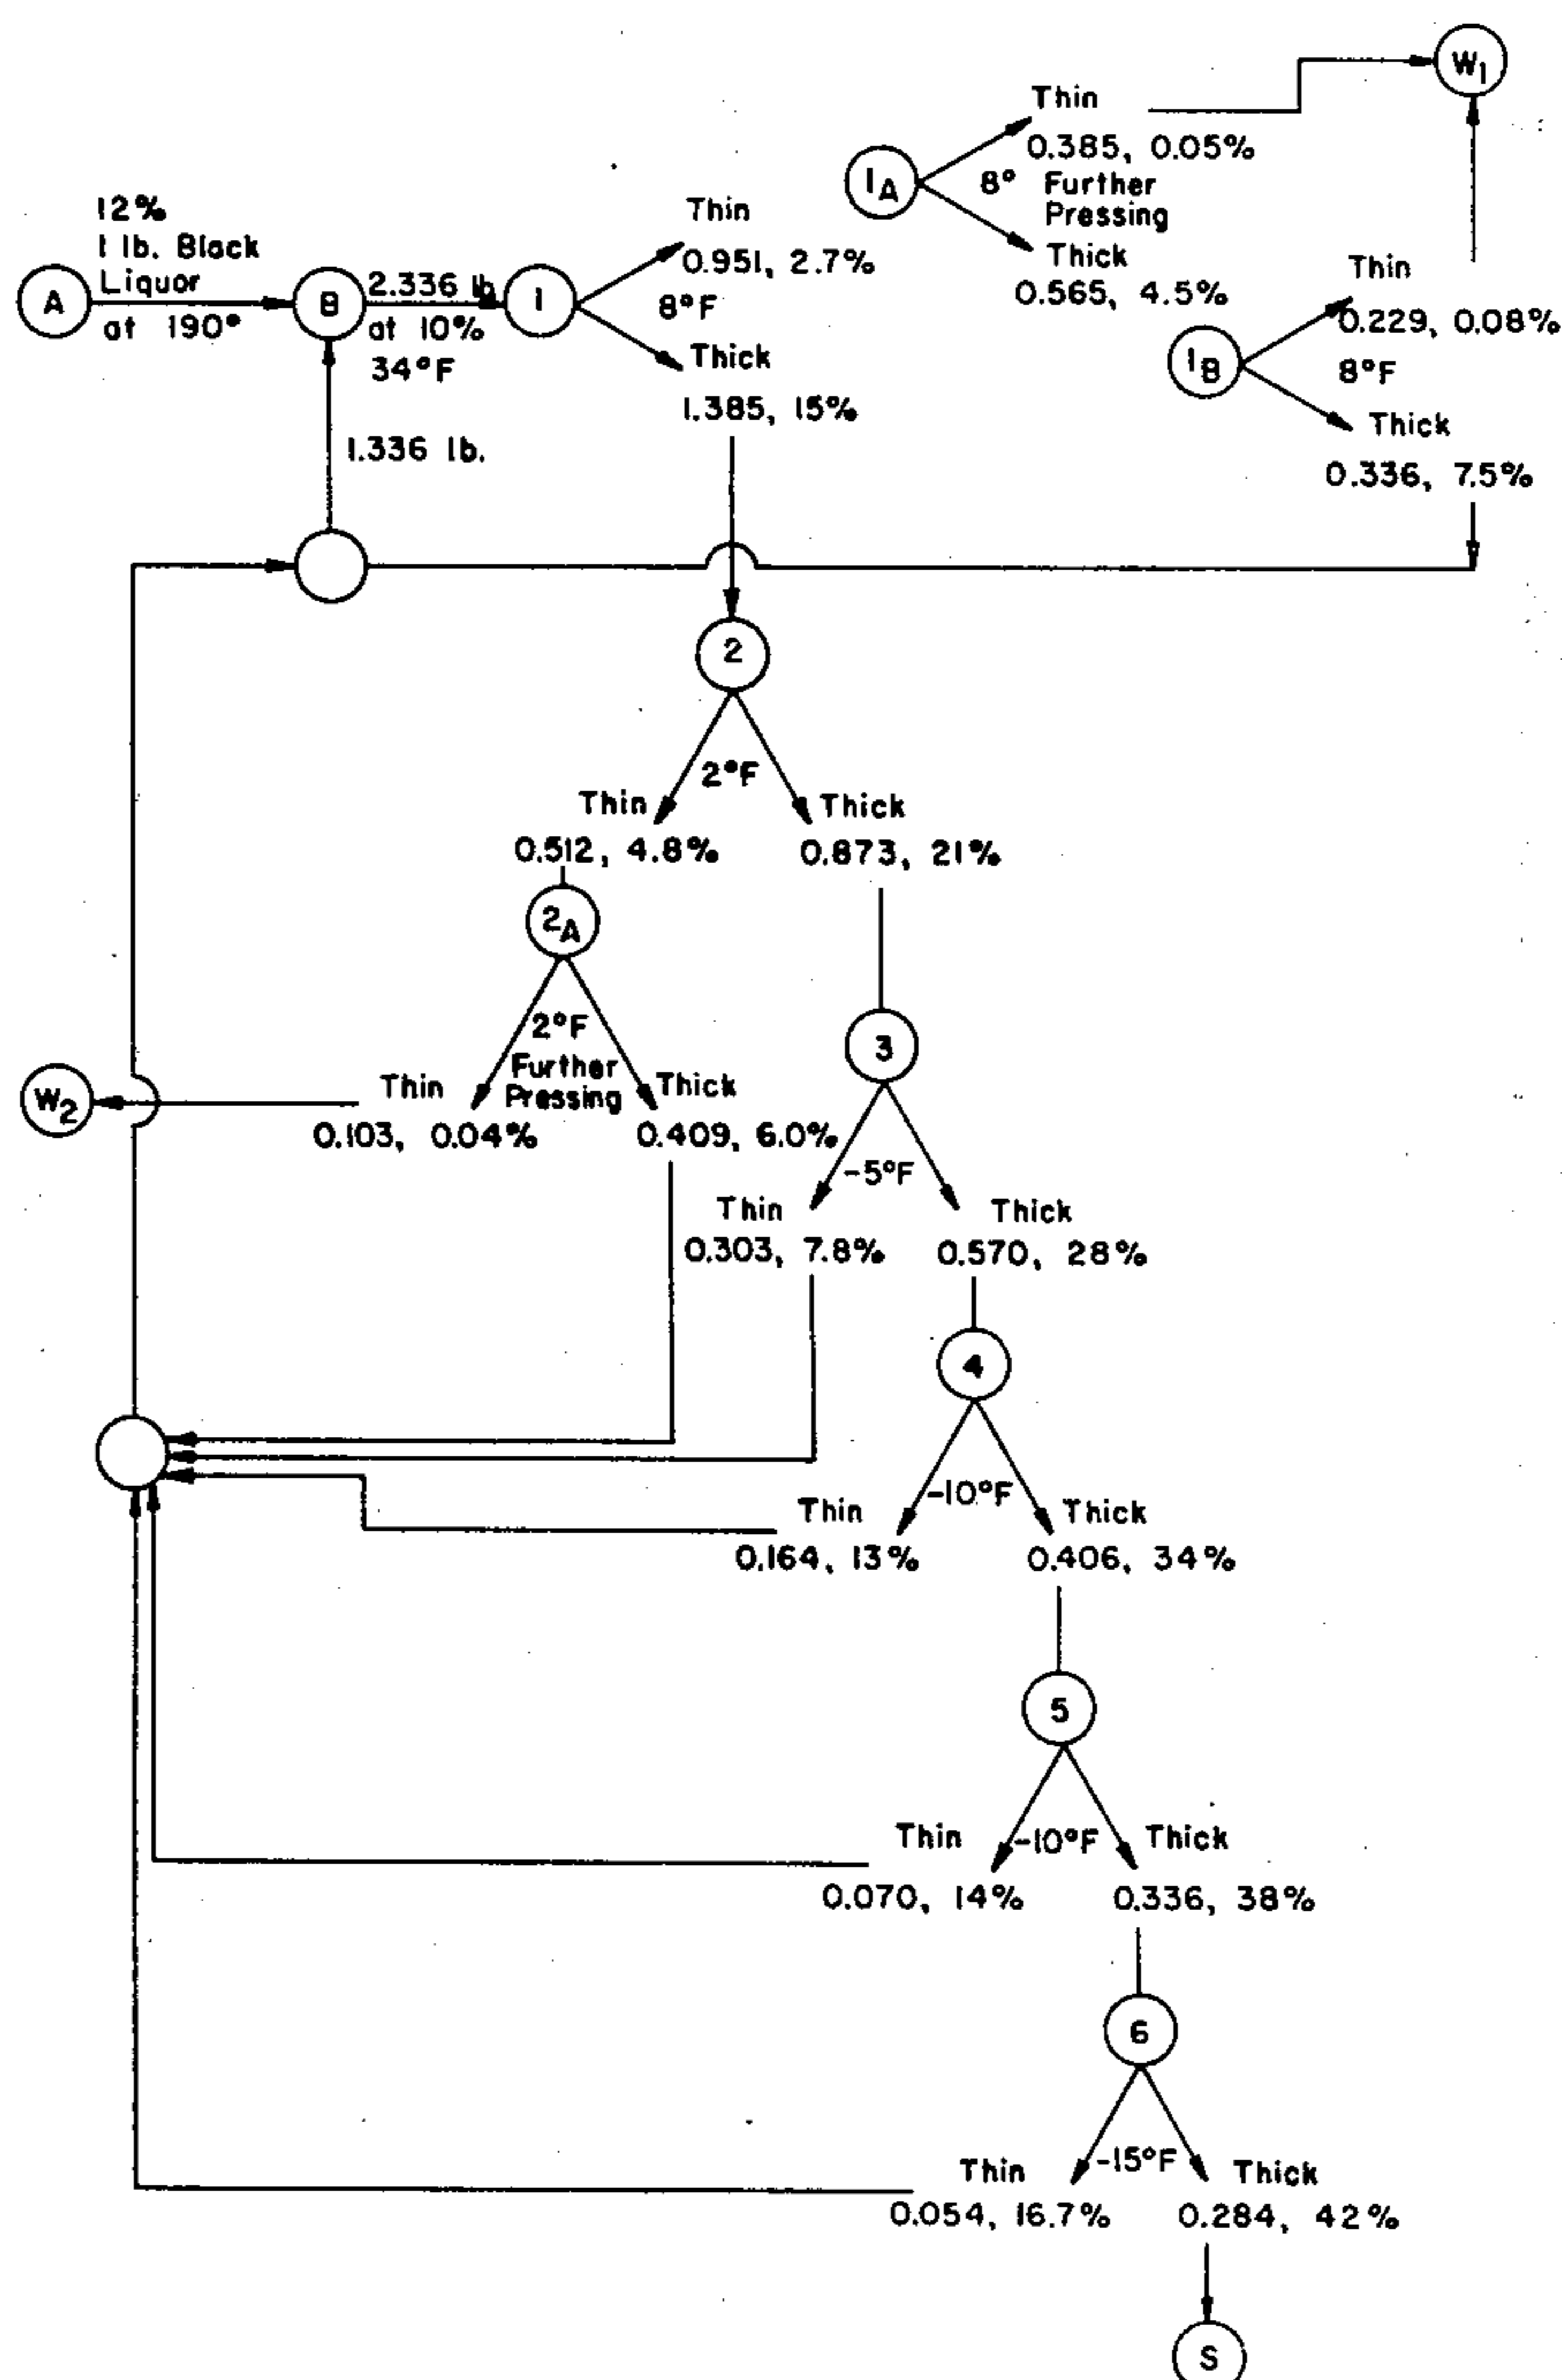 W1
Thin
0.385, 0.05%
1A
8° Further
Pressing
Thick
0.565, 4.5%
12%
1 lb. Black
Liquor
A
at 190°
B
2.336 lb.
at 10%
34°F
1
Thin
0.951, 2.7%
8°F
Thick
1.385, 15%
Thin
0.229, 0.08%
1B
8°F
Thick
0.336, 7.5%
1.336 lb.
2
2°F
Thin
0.512, 4.8%
Thick
0.873, 21%
2A
2°F
Further
Pressing
Thin
0.103, 0.04%
Thick
0.409, 6.0%
W2
3
-5°F
Thin
0.303, 7.8%
Thick
0.570, 28%
4
-10°F
Thin
0.164, 13%
Thick
0.406, 34%
5
-10°F
Thin
0.070, 14%
Thick
0.336, 38%
6
-15°F
Thin
0.054, 16.7%
Thick
0.284, 42%
S